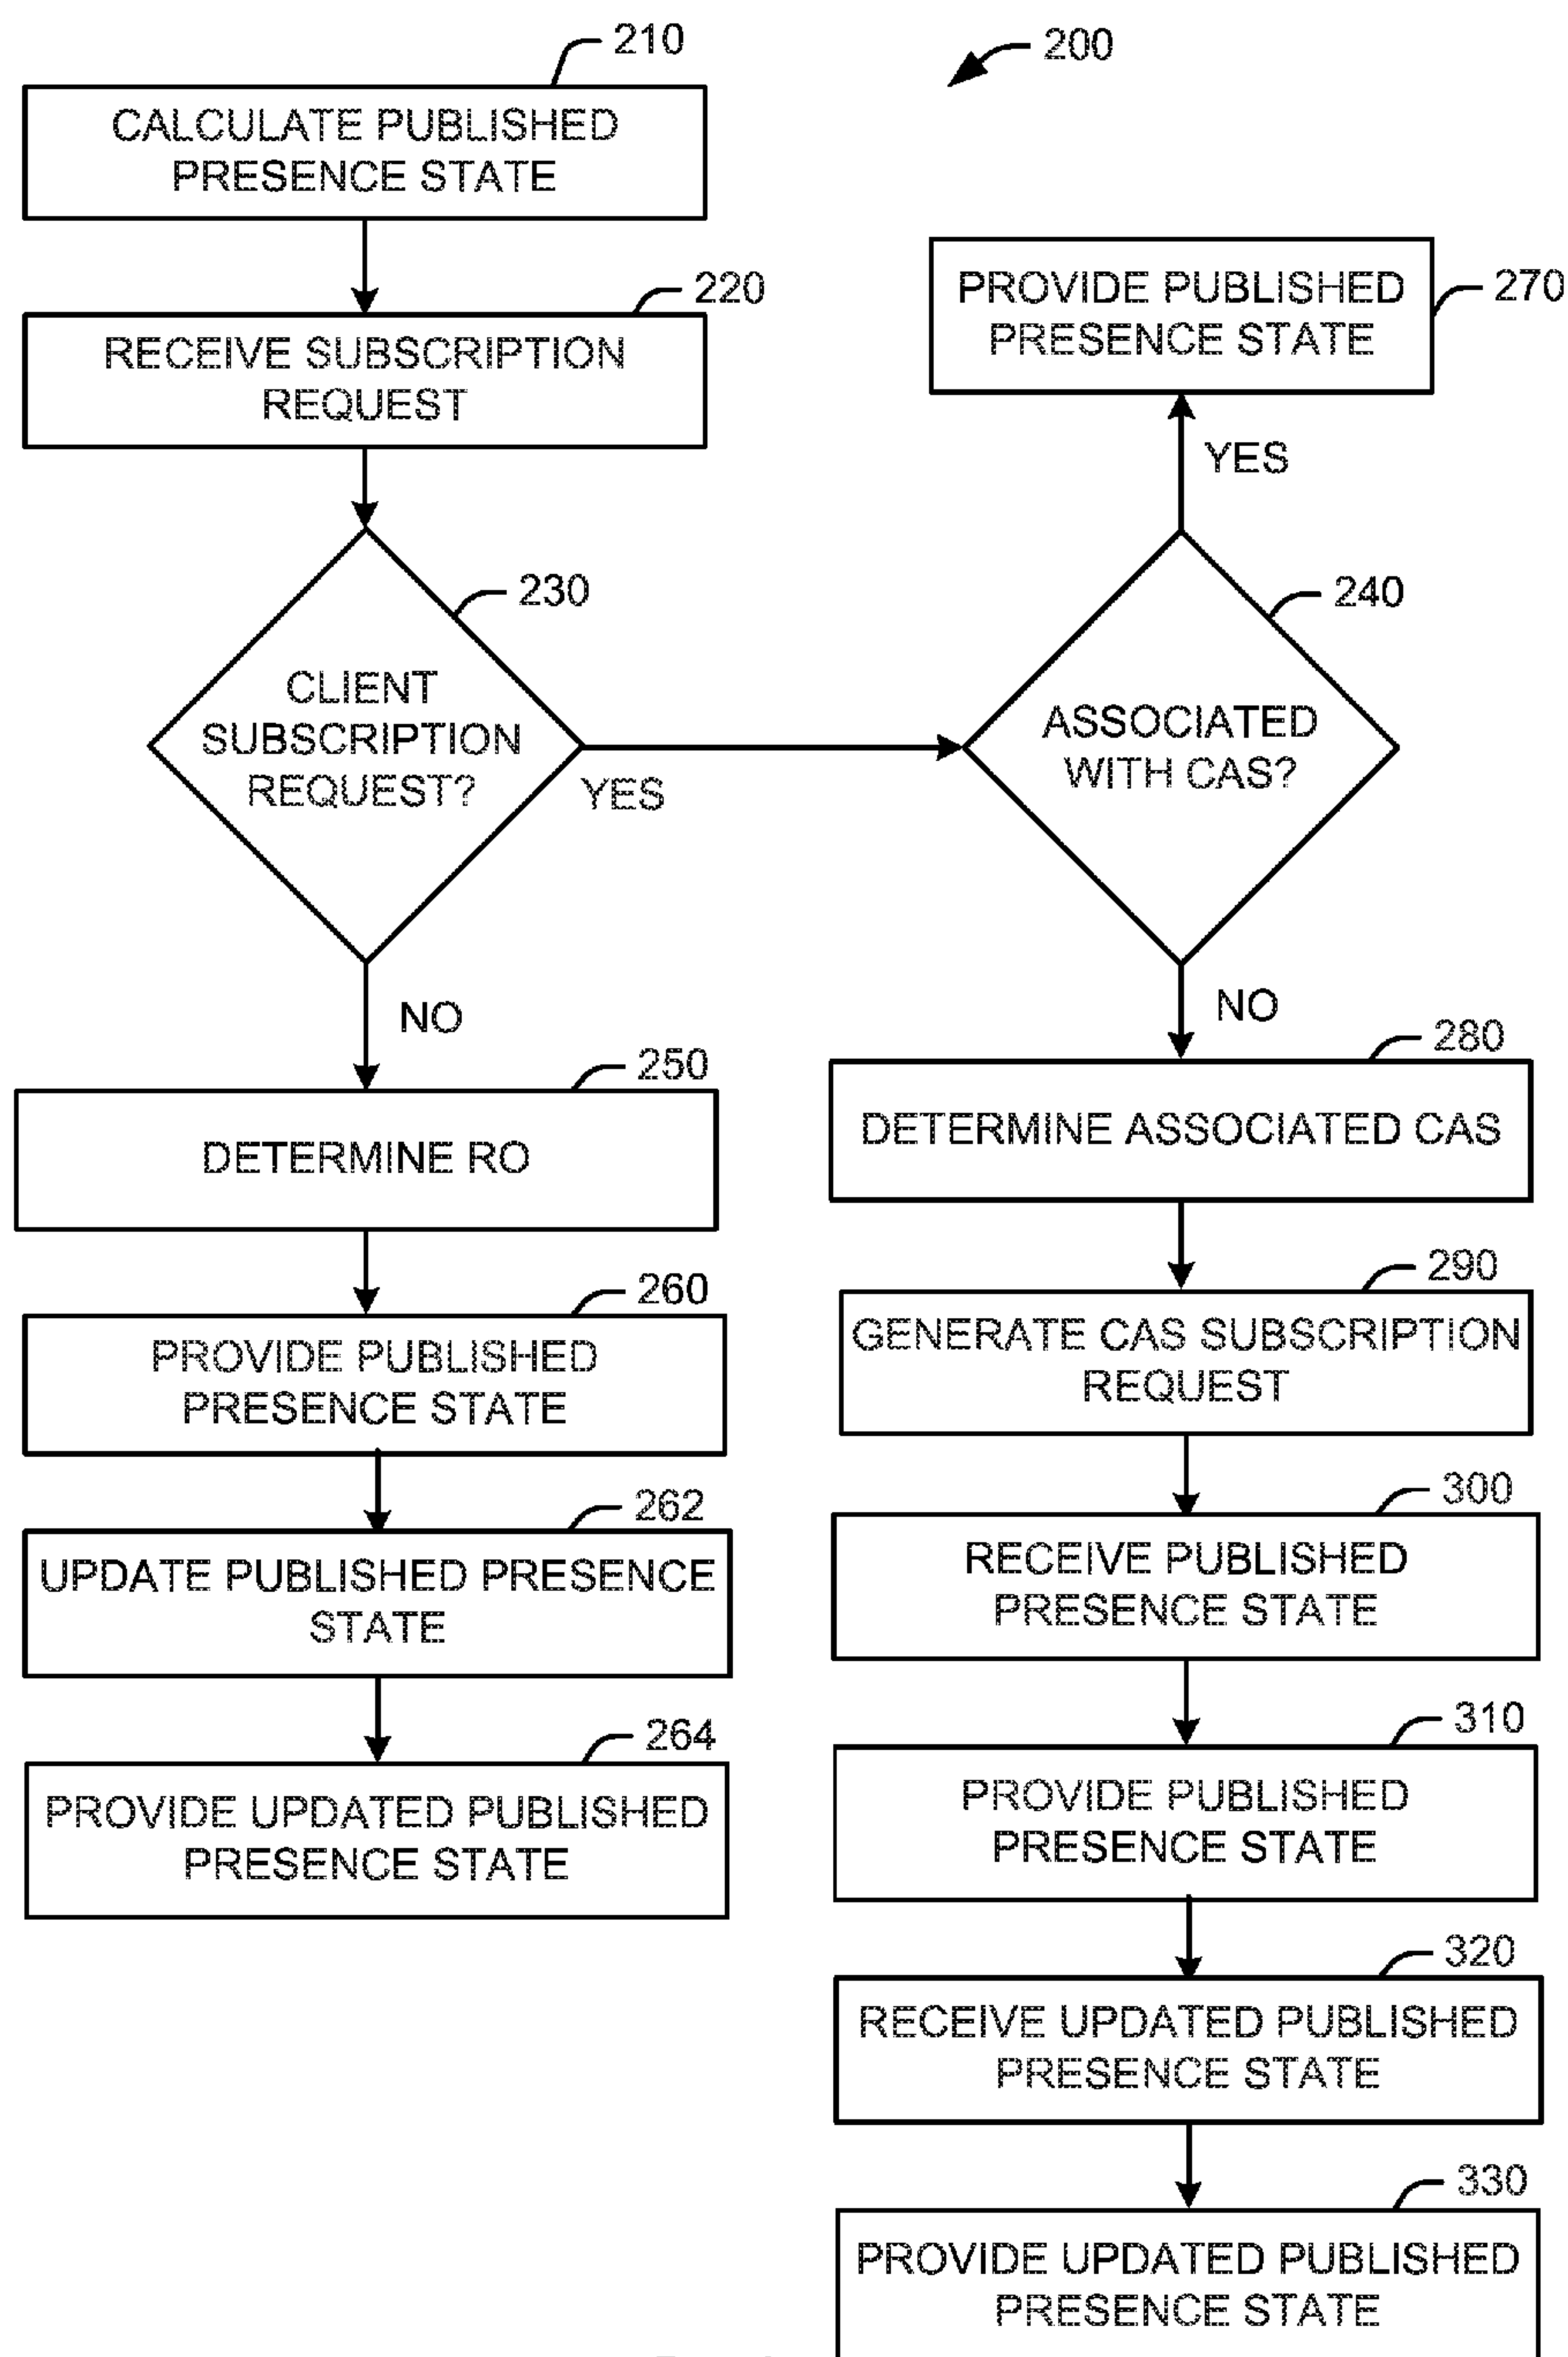 210
200
CALCULATE PUBLISHED
PRESENCE STATE
220
RECEIVE SUBSCRIPTION
REQUEST
PROVIDE PUBLISHED
PRESENCE STATE
270
YES
230
CLIENT
SUBSCRIPTION
REQUEST?
YES
240
ASSOCIATED
WITH CAS?
NO
NO
250
DETERMINE RO
260
PROVIDE PUBLISHED
PRESENCE STATE
262
UPDATE PUBLISHED PRESENCE
STATE
264
PROVIDE UPDATED PUBLISHED
PRESENCE STATE
280
DETERMINE ASSOCIATED CAS
290
GENERATE CAS SUBSCRIPTION
REQUEST
300
RECEIVE PUBLISHED
PRESENCE STATE
310
PROVIDE PUBLISHED
PRESENCE STATE
320
RECEIVE UPDATED PUBLISHED
PRESENCE STATE
330
PROVIDE UPDATED PUBLISHED
PRESENCE STATE